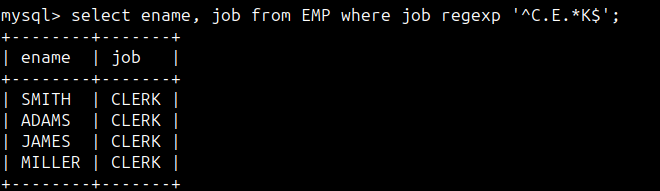 mysql> select ename, job from EMP where job regexp '^C.E.*K$';
+--------+-------+
| ename  | job   |
+--------+-------+
| SMITH  | CLERK |
| ADAMS  | CLERK |
| JAMES  | CLERK |
| MILLER | CLERK |
+--------+-------+